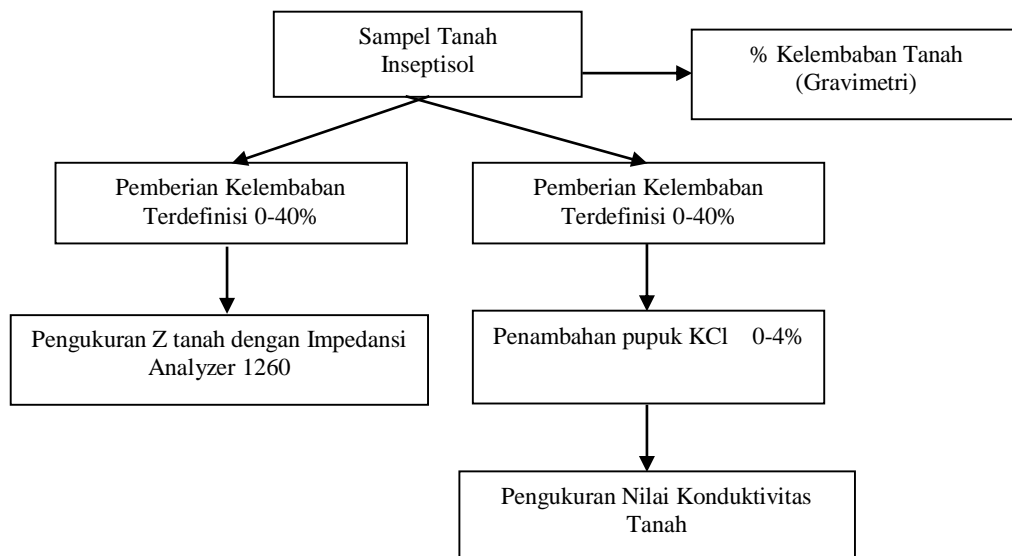 Sampel Tanah
Inseptisol
% Kelembaban Tanah
(Gravimetri)
Pemberian Kelembaban
Terdefinisi 0-40%
Pemberian Kelembaban
Terdefinisi 0-40%
Pengukuran Z tanah dengan Impedansi
Analyzer 1260
Penambahan pupuk KCl 0-4%
Pengukuran Nilai Konduktivitas
Tanah